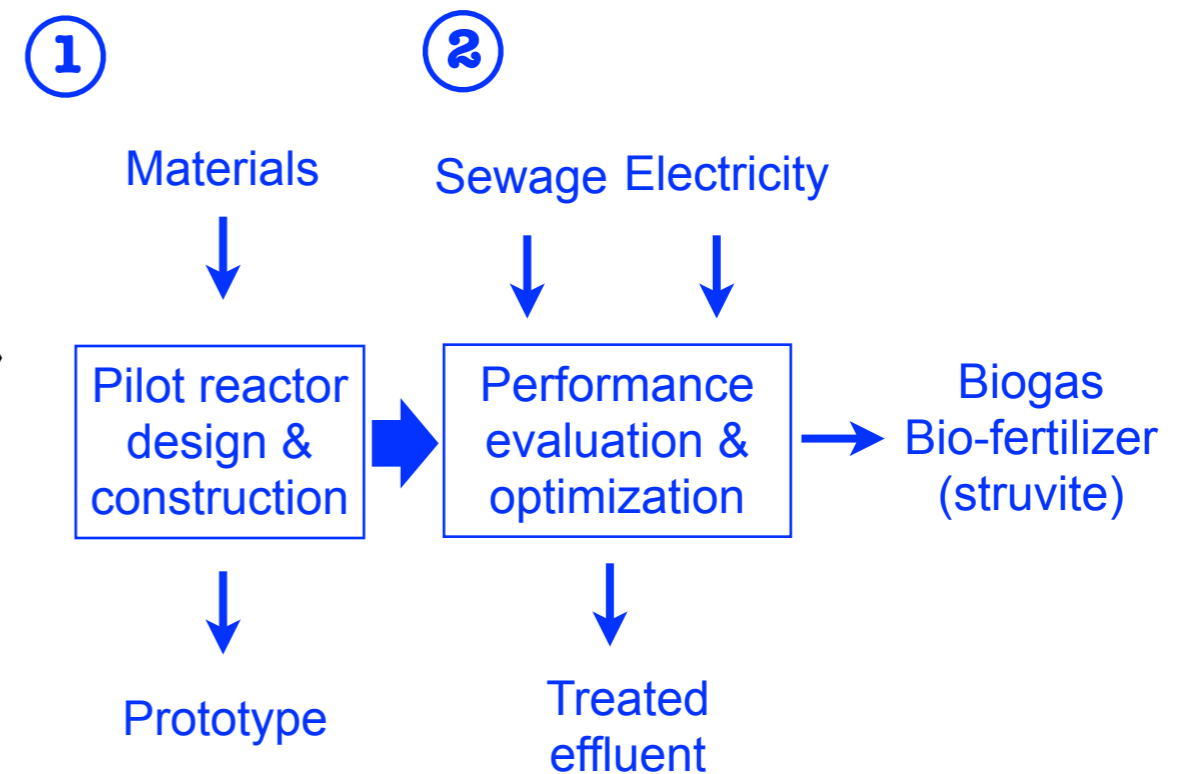 1
2
Materials
Sewage Electricity
Pilot reactor
design &
construction
Performance
evaluation &
optimization
Biogas
Bio-fertilizer
(struvite)
Prototype
Treated
effluent